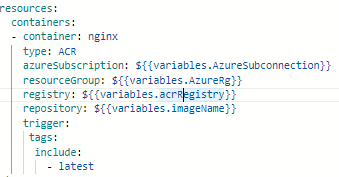 resources:
containers:
- container: nginx
type: ACR
azureSubscription: ${{variables.AzureSubconnection}}
resourceGroup: ${{variables.AzureRg}}
registry: ${{variables.acrRegistry}}
repository: ${{variables.imageName}}
trigger:
tags:
include:
- latest